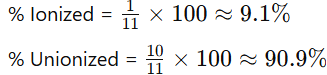 % Ionized = 1/11 × 100 ≈ 9.1%
% Unionized = 10/11 × 100 ≈ 90.9%